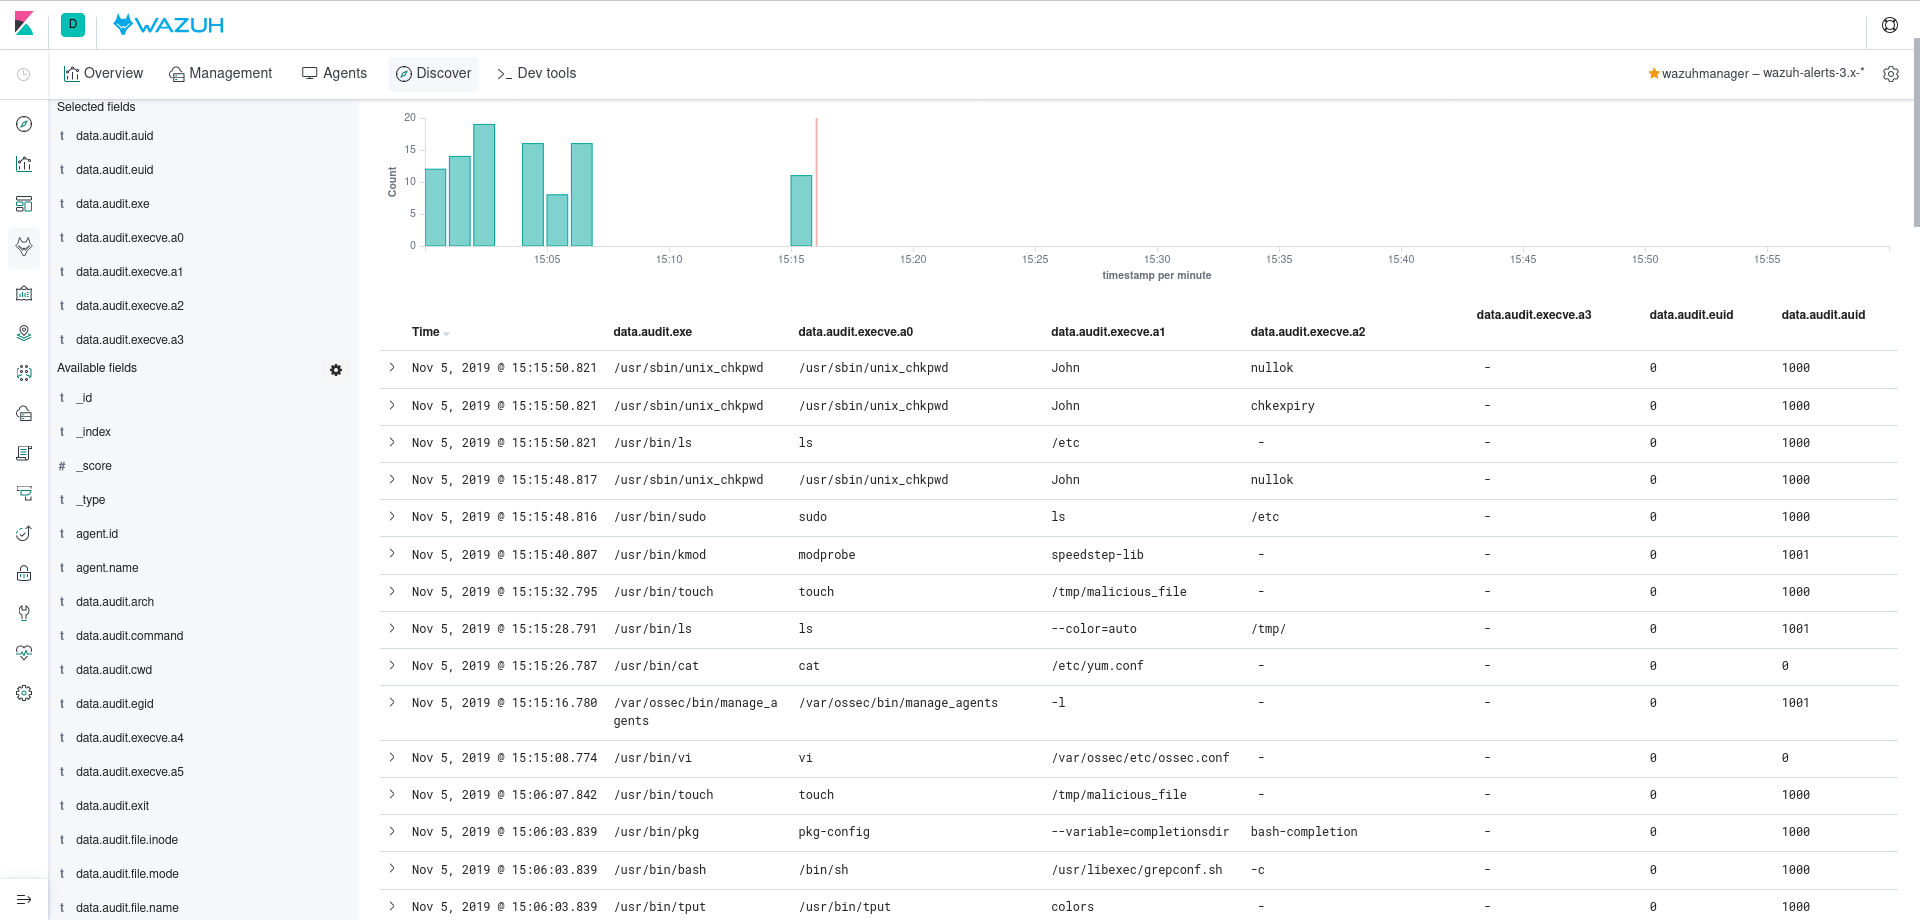 D WAZUH
Overview Management Agents Discover >_ Dev tools wazuhmanager – wazuh-alerts-3.x-*
Selected fields
t data.audit.auid
t data.audit.euid
t data.audit.exe
t data.audit.execve.a0
t data.audit.execve.a1
t data.audit.execve.a2
t data.audit.execve.a3
Available fields
t _id
t _index
# _score
t _type
t agent.id
t agent.name
t data.audit.arch
t data.audit.command
t data.audit.cwd
t data.audit.egid
t data.audit.execve.a4
t data.audit.execve.a5
t data.audit.exit
t data.audit.file.inode
t data.audit.file.mode
t data.audit.file.name
Count
20
15
10
5
0
15:05 15:10 15:15 15:20 15:25 15:30 15:35 15:40 15:45 15:50 15:55
timestamp per minute
Time data.audit.exe data.audit.execve.a0 data.audit.execve.a1 data.audit.execve.a2 data.audit.execve.a3 data.audit.euid data.audit.auid
Nov 5, 2019 @ 15:15:50.821 /usr/sbin/unix_chkpwd /usr/sbin/unix_chkpwd John nullok - 0 1000
Nov 5, 2019 @ 15:15:50.821 /usr/sbin/unix_chkpwd /usr/sbin/unix_chkpwd John chkexpiry - 0 1000
Nov 5, 2019 @ 15:15:50.821 /usr/bin/ls ls /etc - - 0 1000
Nov 5, 2019 @ 15:15:48.817 /usr/sbin/unix_chkpwd /usr/sbin/unix_chkpwd John nullok - 0 1000
Nov 5, 2019 @ 15:15:48.816 /usr/bin/sudo sudo ls /etc - 0 1000
Nov 5, 2019 @ 15:15:40.807 /usr/bin/kmod modprobe speedstep-lib - - 0 1001
Nov 5, 2019 @ 15:15:32.795 /usr/bin/touch touch /tmp/malicious_file - - 0 1000
Nov 5, 2019 @ 15:15:28.791 /usr/bin/ls ls --color=auto /tmp/ - 0 1001
Nov 5, 2019 @ 15:15:26.787 /usr/bin/cat cat /etc/yum.conf - - 0 0
Nov 5, 2019 @ 15:15:16.780 /var/ossec/bin/manage_a /var/ossec/bin/manage_agents -l - - 0 1001
gents
Nov 5, 2019 @ 15:15:08.774 /usr/bin/vi vi /var/ossec/etc/ossec.conf - - 0 0
Nov 5, 2019 @ 15:06:07.842 /usr/bin/touch touch /tmp/malicious_file - - 0 1000
Nov 5, 2019 @ 15:06:03.839 /usr/bin/pkg pkg-config --variable=completionsdir bash-completion - 0 1000
Nov 5, 2019 @ 15:06:03.839 /usr/bin/bash /bin/sh /usr/libexec/grepconf.sh -c - 0 1000
Nov 5, 2019 @ 15:06:03.839 /usr/bin/tput /usr/bin/tput colors - - 0 1000